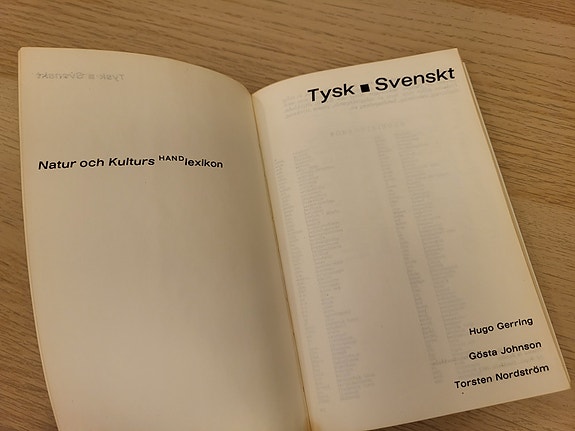 Natur och Kulturs HANDlexikon
Tysk ■ Svenskt
Hugo Gerring
Gösta Johnson
Torsten Nordström